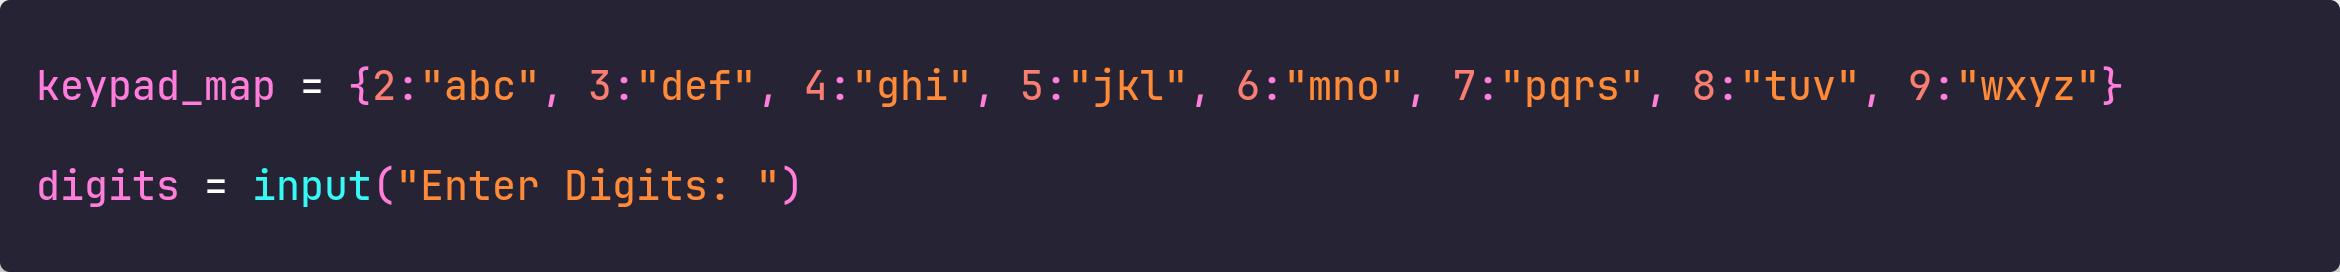 keypad_map = {2:"abc", 3:"def", 4:"ghi", 5:"jkl", 6:"mno", 7:"pqrs", 8:"tuv", 9:"wxyz"}
digits = input("Enter Digits: ")